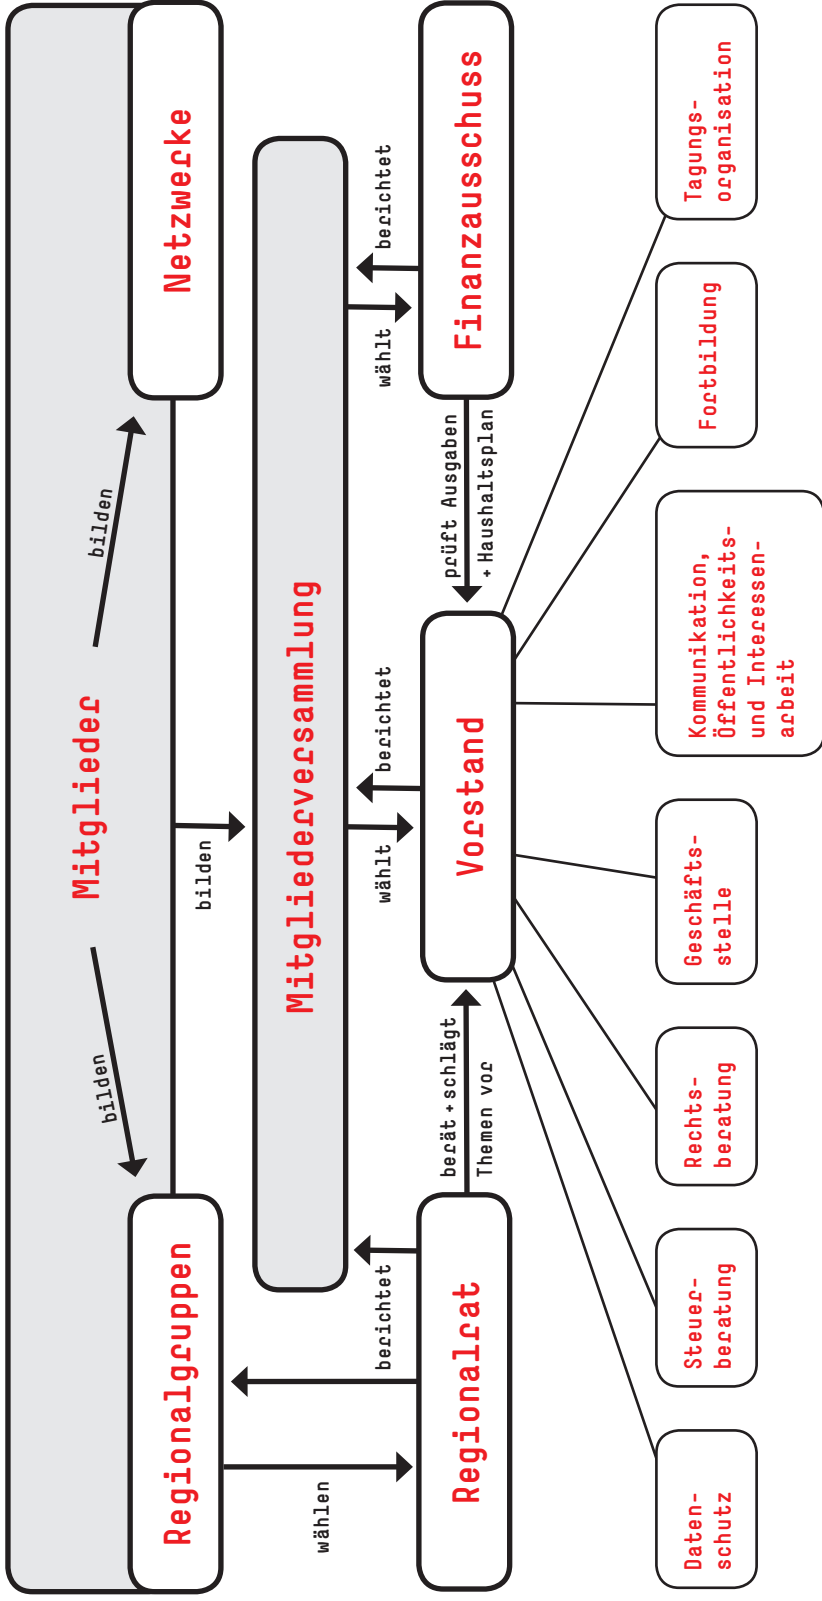 Mitglieder
bilden
bilden
Regionalgruppen
Netzwerke
bilden
Mitgliederversammlung
wählen
berichtet
wählt
berichtet
wählt
berichtet
Regionalrat
berät + schlägt
Themen vor
Vorstand
prüft Ausgaben
+ Haushaltsplan
Finanzausschuss
Daten-
schutz
Steuer-
beratung
Rechts-
beratung
Geschäfts-
stelle
Kommunikation,
Öffentlichkeits-
und Interessen-
arbeit
Fortbildung
Tagungs-
organisation